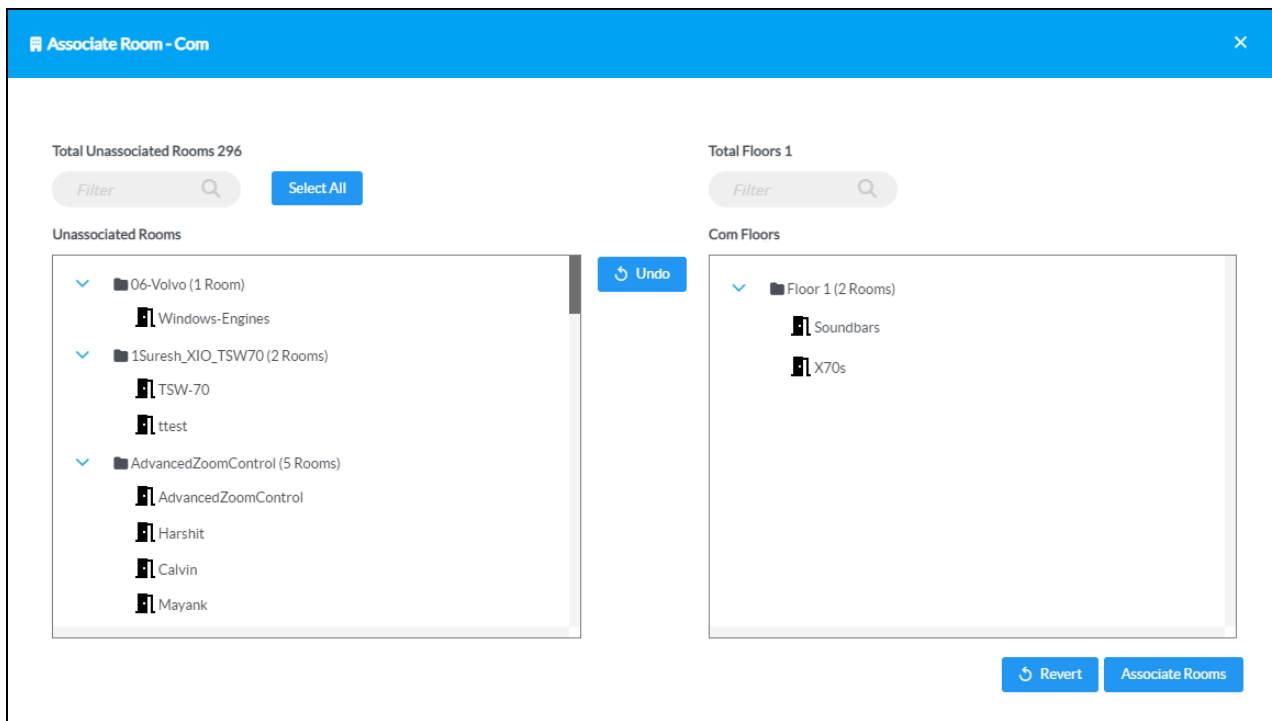 Associate Room - Com
Total Unassociated Rooms 296
Filter
Select All
Unassociated Rooms
06-Volvo (1 Room)
Windows-Engines
1Suresh_XIO_TSW70 (2 Rooms)
TSW-70
ttest
AdvancedZoomControl (5 Rooms)
AdvancedZoomControl
Harshit
Calvin
Mayank
Undo
Total Floors 1
Filter
Com Floors
Floor 1 (2 Rooms)
Soundbars
X70s
Revert
Associate Rooms